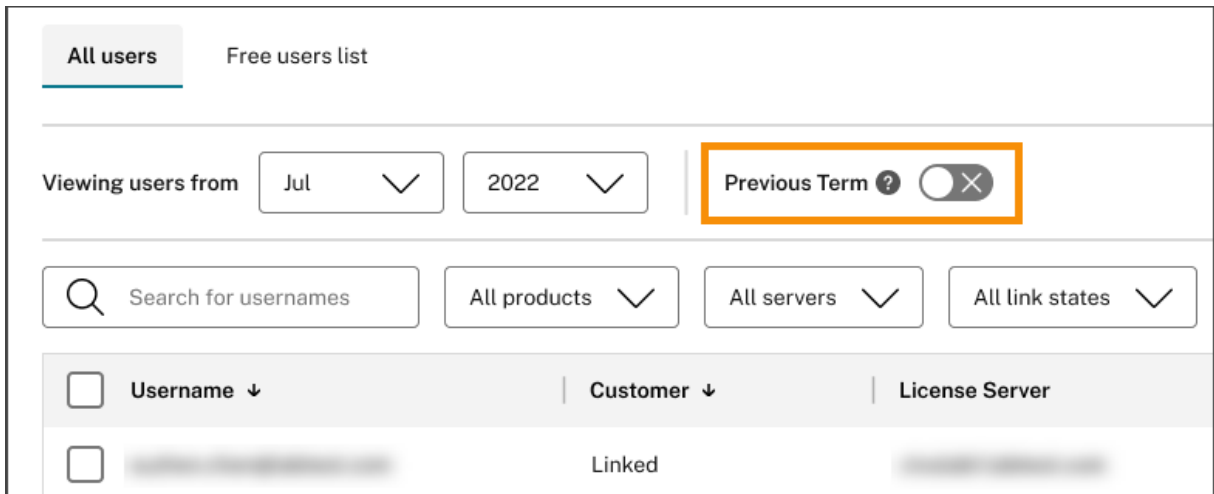 All users Free users list
Viewing users from Jul 2022 Previous Term ?
Search for usernames All products All servers All link states
Username ↓ Customer ↓ License Server
Linked